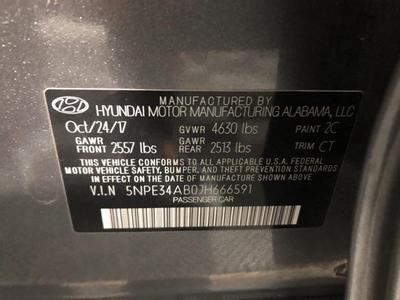 MANUFACTURED BY
HYUNDAI MOTOR MANUFACTURING ALABAMA, LLC
Oct/24/17 GVWR 4630 lbs PAINT 2C
GAWR GAWR
FRONT 2557 lbs REAR 2513 lbs TRIM CT
THIS VEHICLE CONFORMS TO ALL APPLICABLE U.S.A. FEDERAL
MOTOR VEHICLE SAFETY, BUMPER, AND THEFT PREVENTION STANDARDS
IN EFFECT ON THE DATE OF MANUFACTURE SHOWN ABOVE.
V.I.N 5NPE34AB0JH666591
PASSENGER CAR